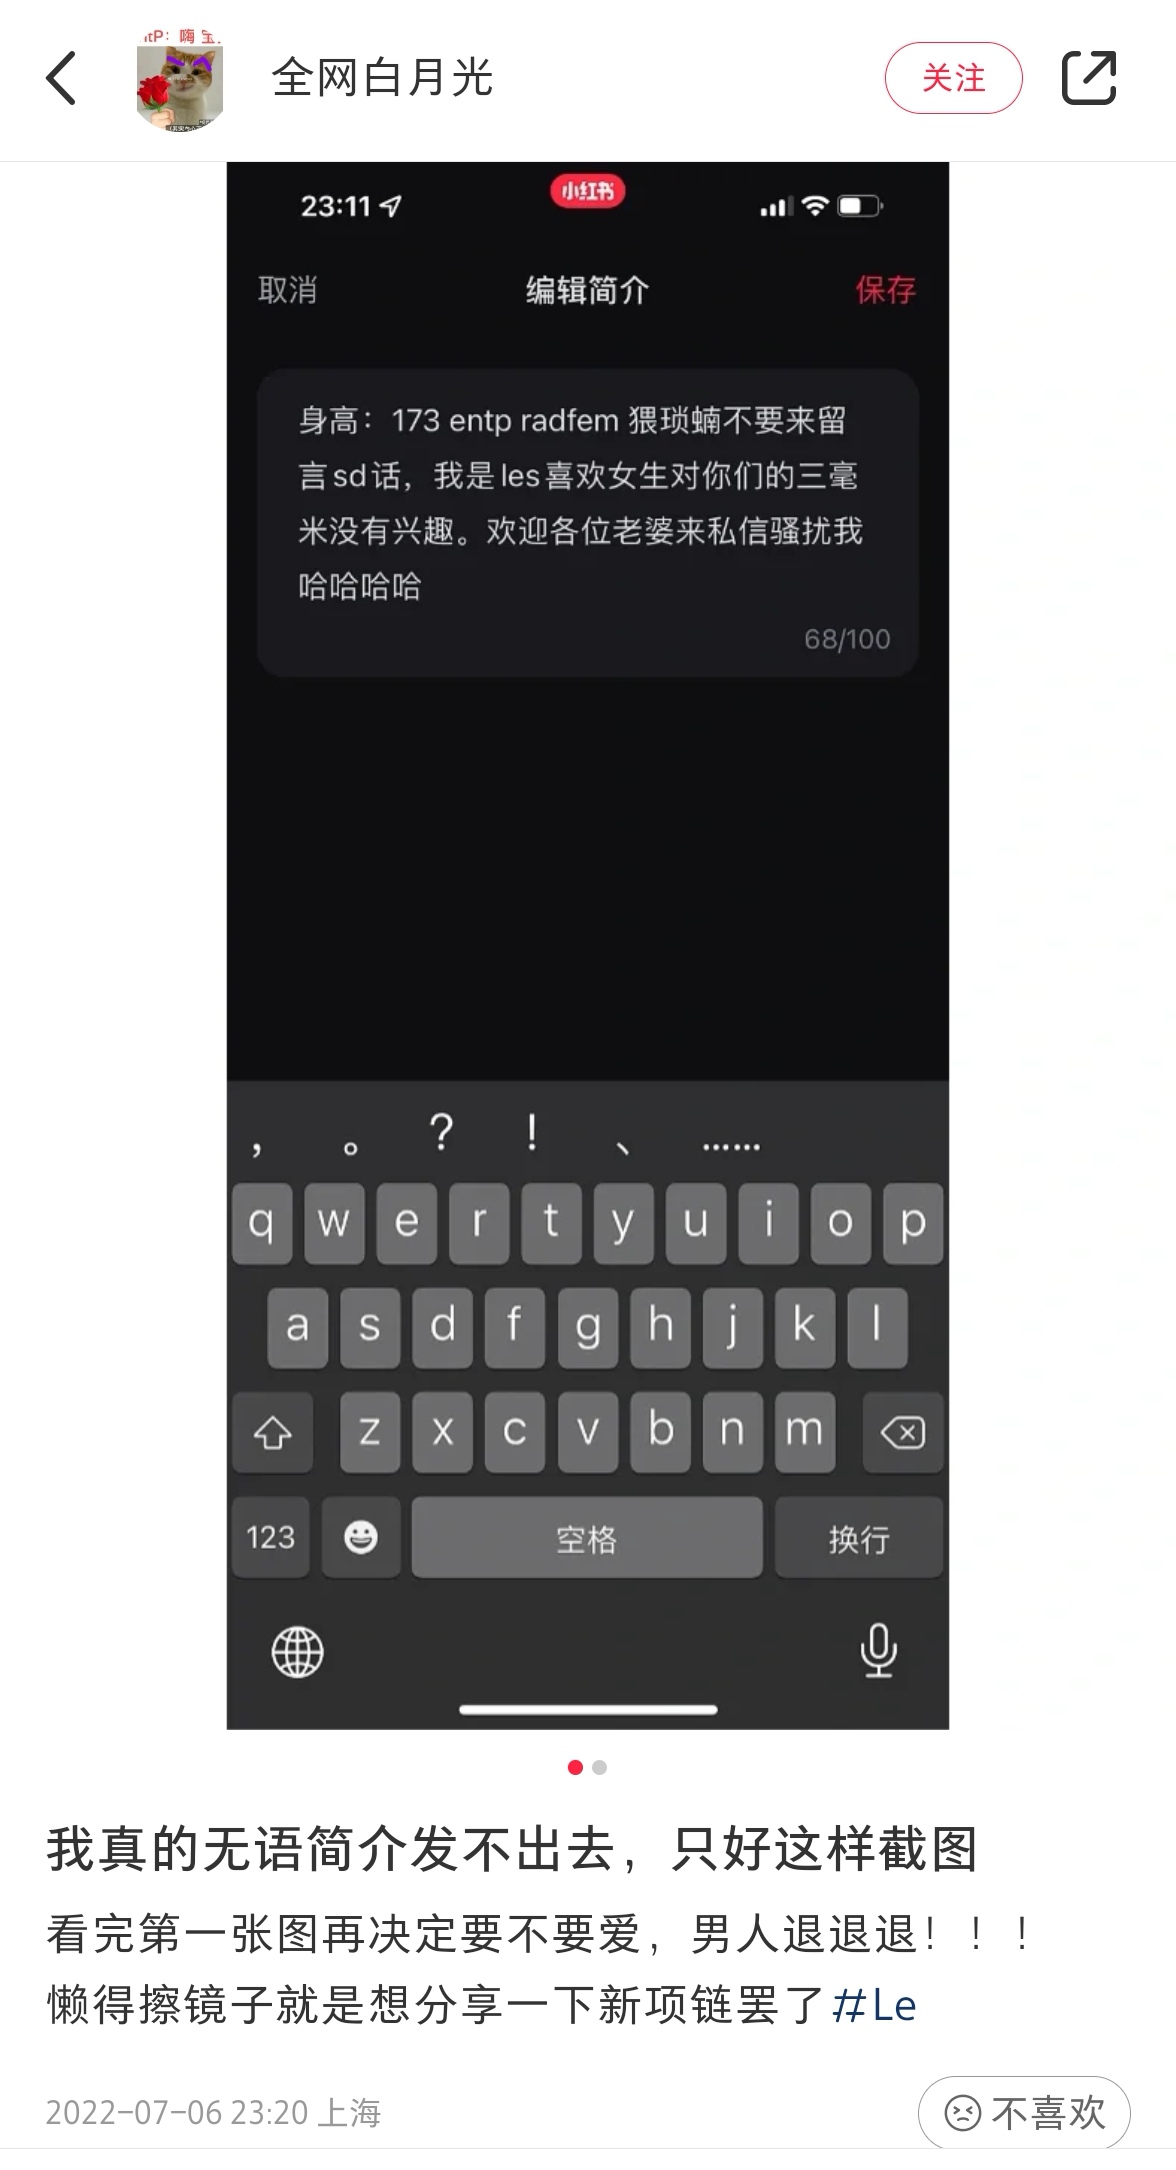 全网白月光
关注
23:11
小红书
取消
编辑简介
保存
身高：173 entp radfem 猥琐蝻不要来留
言sd话，我是les喜欢女生对你们的三毫
米没有兴趣。欢迎各位老婆来私信骚扰我
哈哈哈哈
68/100
， 。 ？ ！ 、 ……
q w e r t y u i o p
a s d f g h j k l
z x c v b n m
123
空格
换行
我真的无语简介发不出去，只好这样截图
看完第一张图再决定要不要爱，男人退退退！！！
懒得擦镜子就是想分享一下新项链罢了#Le
2022-07-06 23:20 上海
不喜欢